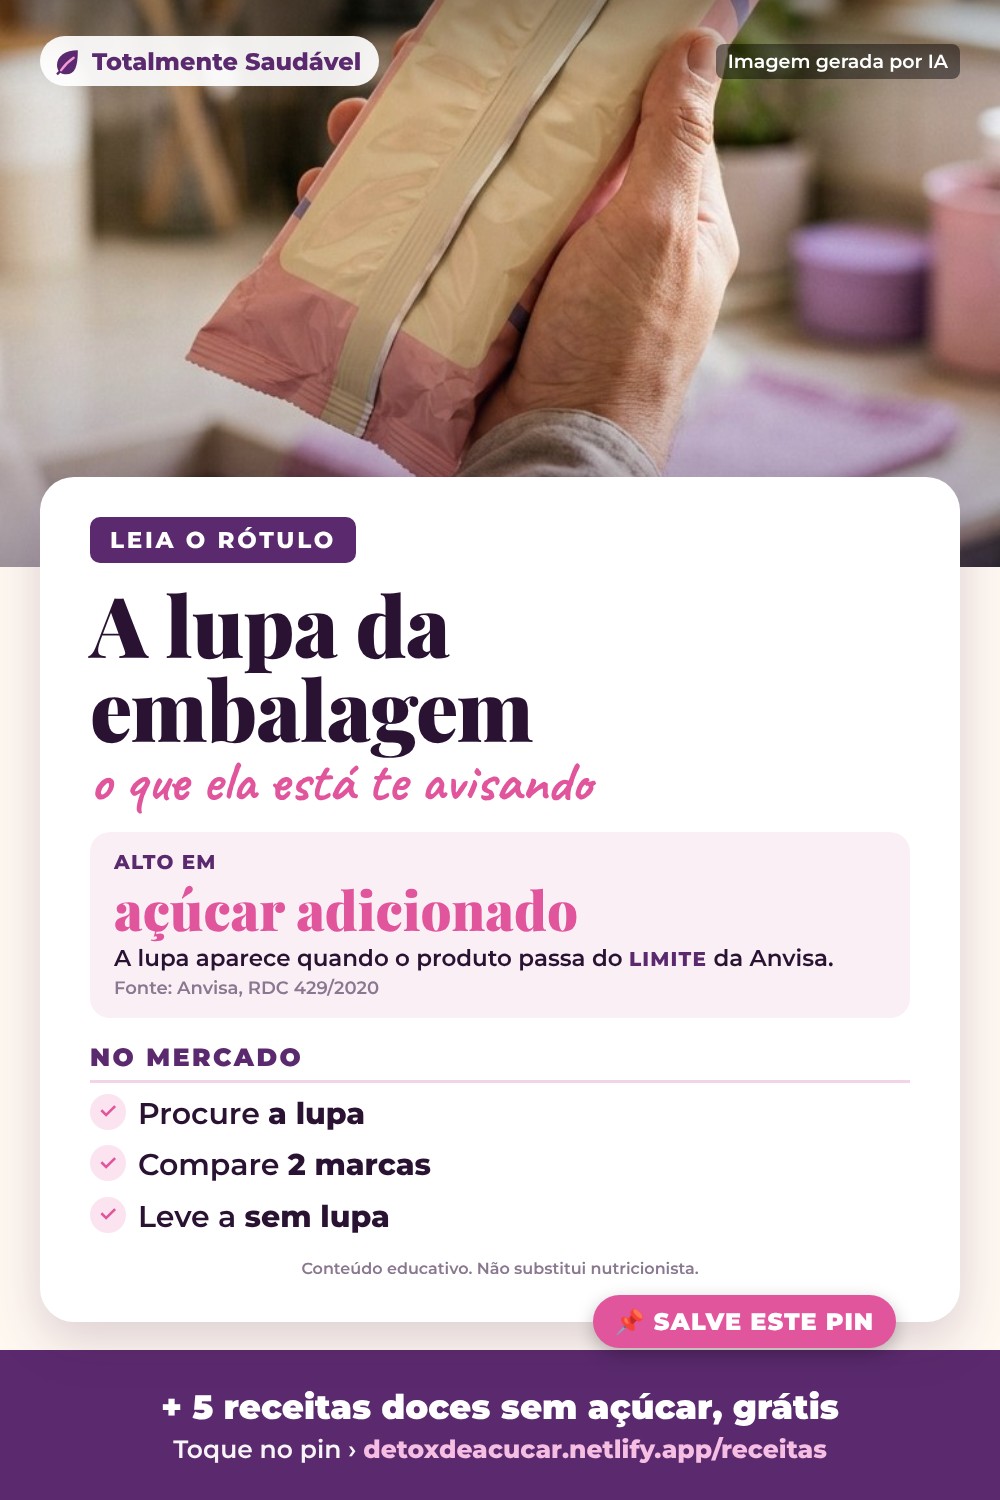 Totalmente Saudável
Imagem gerada por IA
LEIA O RÓTULO
A lupa da
embalagem
o que ela está te avisando
ALTO EM
açúcar adicionado
A lupa aparece quando o produto passa do LIMITE da Anvisa.
Fonte: Anvisa, RDC 429/2020
NO MERCADO
Procure a lupa
Compare 2 marcas
Leve a sem lupa
Conteúdo educativo. Não substitui nutricionista.
📌 SALVE ESTE PIN
+ 5 receitas doces sem açúcar, grátis
Toque no pin › detoxdeacucar.netlify.app/receitas